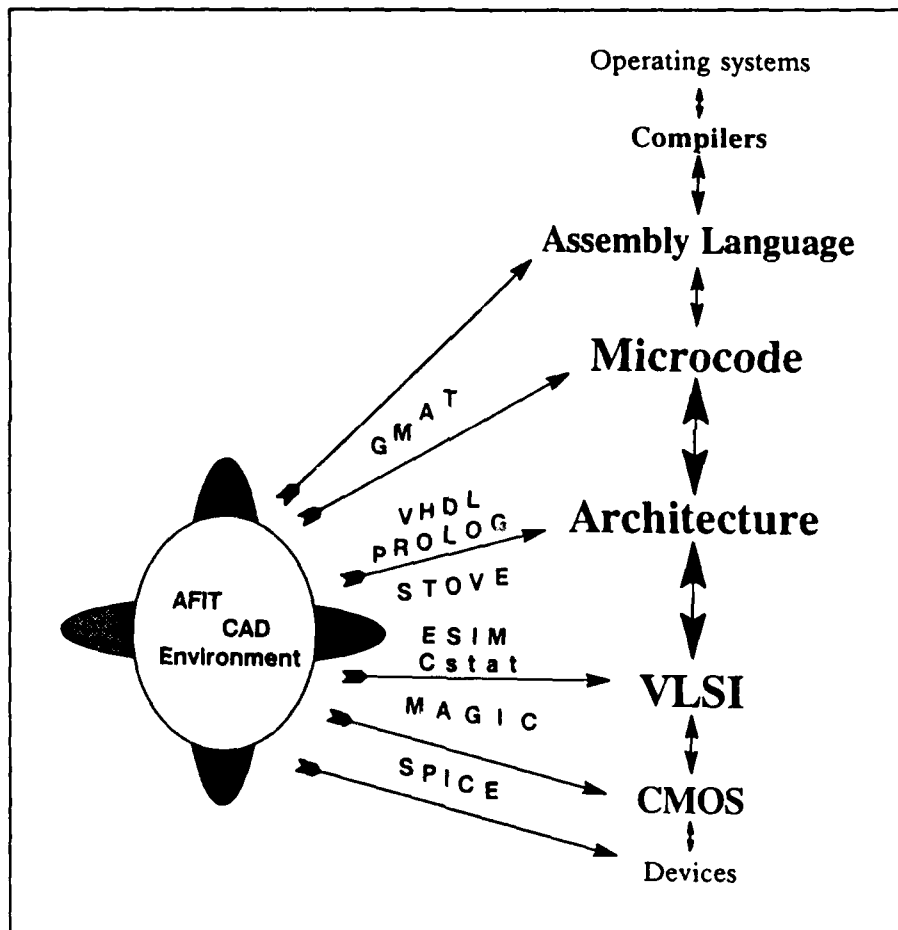 Operating systems
Compilers
Assembly Language
Microcode
GMAT
VHDL
PROLOG
Architecture
STOVE
AFIT
CAD
Environment
ESIM
Cstat
VLSI
MAGIC
SPICE
CMOS
Devices